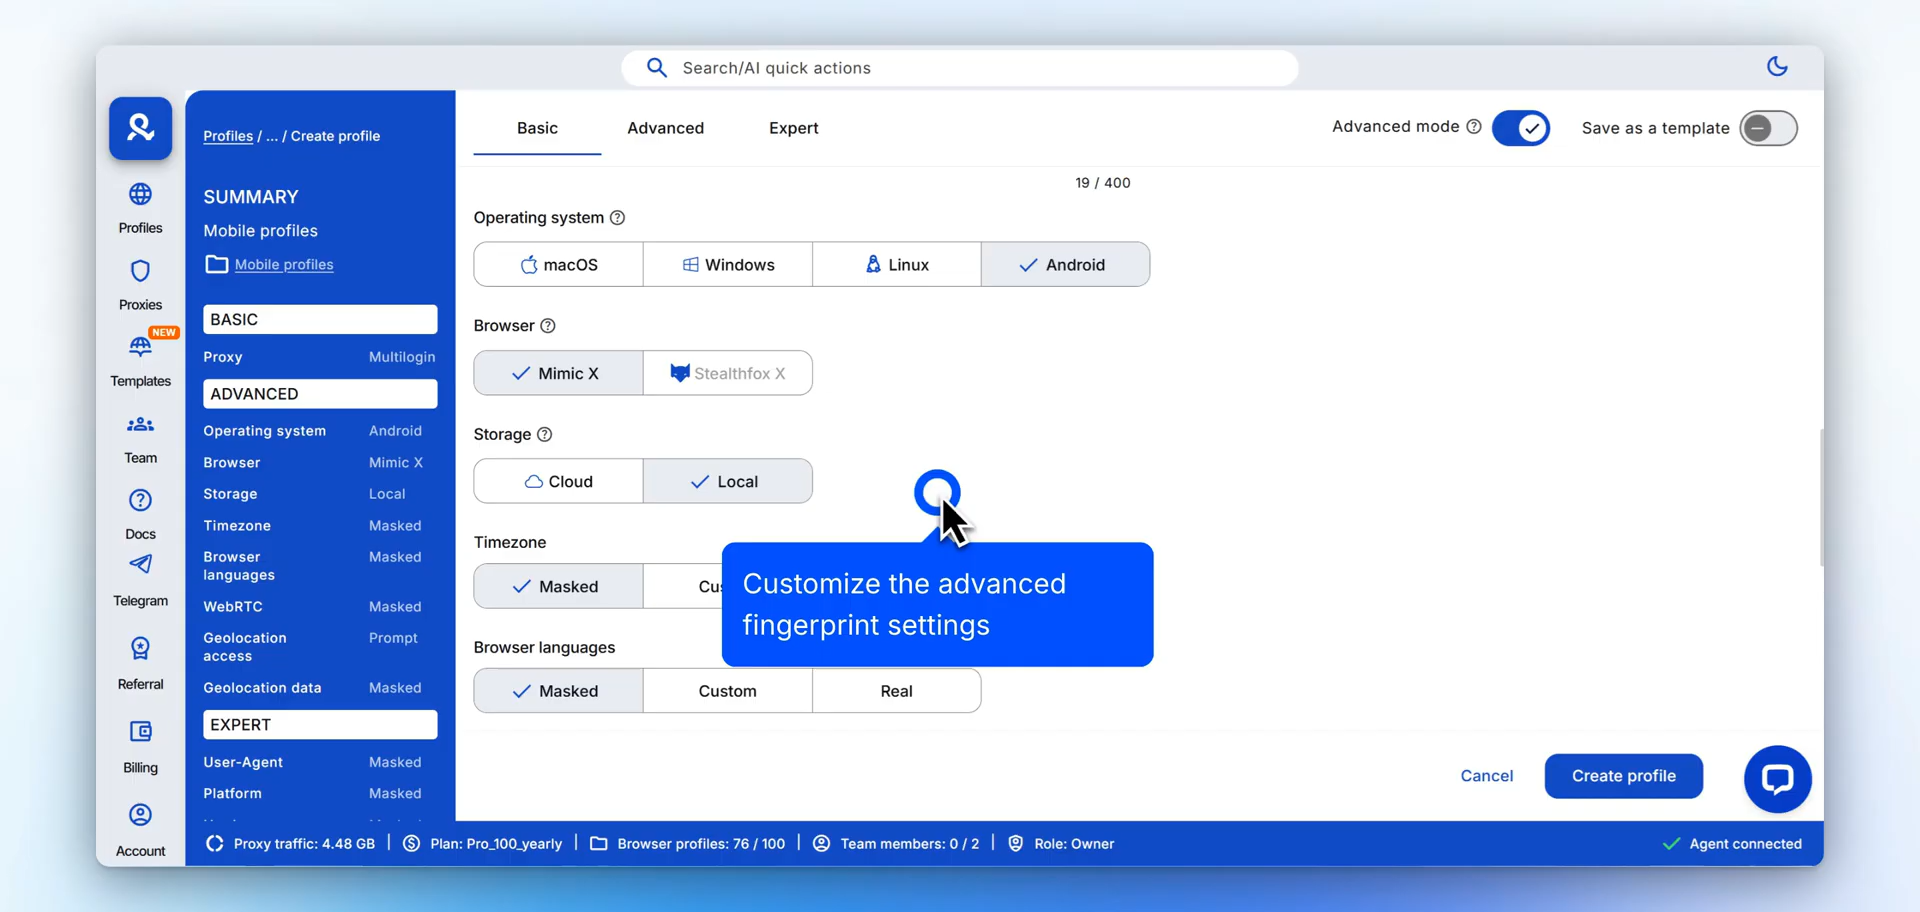 Search/AI quick actions
Profiles / ... / Create profile
Basic
Advanced
Expert
Advanced mode
Save as a template
Profiles
Proxies
NEW
Templates
Team
Docs
Telegram
Referral
Billing
Account
SUMMARY
Mobile profiles
Mobile profiles
BASIC
Proxy Multilogin
ADVANCED
Operating system Android
Browser Mimic X
Storage Local
Timezone Masked
Browser Masked
languages
WebRTC Masked
Geolocation Prompt
access
Geolocation data Masked
EXPERT
User-Agent Masked
Platform Masked
19 / 400
Operating system
macOS
Windows
Linux
Android
Browser
Mimic X
Stealthfox X
Storage
Cloud
Local
Timezone
Masked
Customize the advanced
fingerprint settings
Browser languages
Masked
Custom
Real
Cancel
Create profile
Proxy traffic: 4.48 GB
Plan: Pro_100_yearly
Browser profiles: 76 / 100
Team members: 0 / 2
Role: Owner
Agent connected